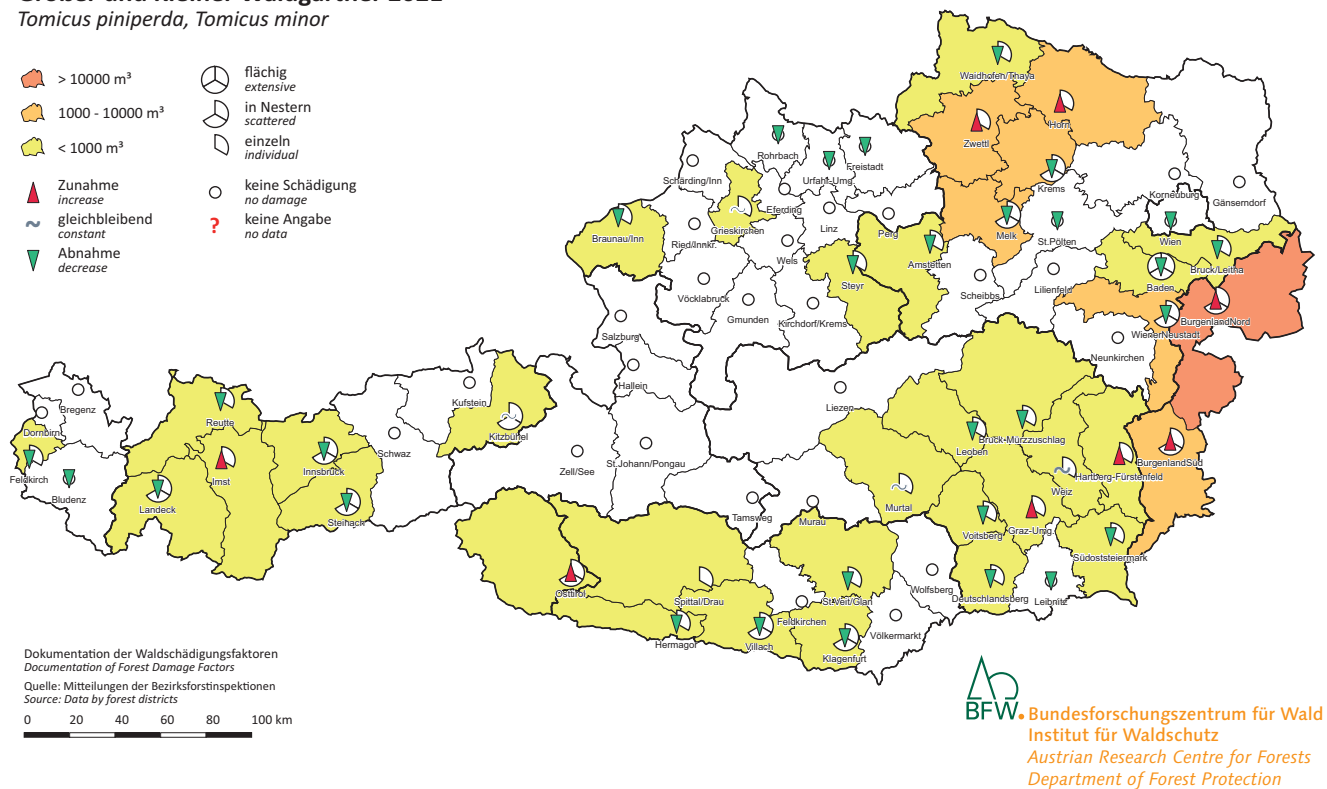 Tomicus piniperda, Tomicus minor
> 10000 m³
1000 - 10000 m³
< 1000 m³
Zunahme
increase
gleichbleibend
constant
Abnahme
decrease
flächig
extensive
in Nestern
scattered
einzeln
individual
keine Schädigung
no damage
?
keine Angabe
no data
Waidhofen/Thaya
Horn
Zwettl
Krems
Rohrbach
Urfahr-Umg.
Freistadt
Schärding/Inn
Eferding
Grieskirchen
Braunau/Inn
Ried/Innkr.
Linz
Perg
Wels
Melk
St.Pölten
Korneuburg
Gänserndorf
Wien
Bruck/Leitha
Amstetten
Steyr
Baden
Scheibbs
Lilienfeld
Vöcklabruck
Gmunden
Kirchdorf/Krems
BurgenlandNord
WienerNeustadt
Salzburg
Neunkirchen
Hallein
Liezen
Bregenz
Dornbirn
Feldkirch
Bludenz
Reutte
Imst
Landeck
Innsbruck
Steinach
Schwaz
Kufstein
Kitzbühel
Zell/See
St.Johann/Pongau
Tamsweg
Murau
Murtal
Leoben
Bruck-Mürzzuschlag
Weiz
Hartberg-Fürstenfeld
BurgenlandSüd
Voitsberg
Graz-Umg.
Südoststeiermark
Deutschlandsberg
Leibnitz
Osttirol
Spittal/Drau
Hermagor
Villach
Feldkirchen
St.Veit/Glan
Klagenfurt
Völkermarkt
Wolfsberg
Dokumentation der Waldschädigungsfaktoren
Documentation of Forest Damage Factors
Quelle: Mitteilungen der Bezirksforstinspektionen
Source: Data by forest districts
0 20 40 60 80 100 km
BFW.
Bundesforschungszentrum für Wald
Institut für Waldschutz
Austrian Research Centre for Forests
Department of Forest Protection